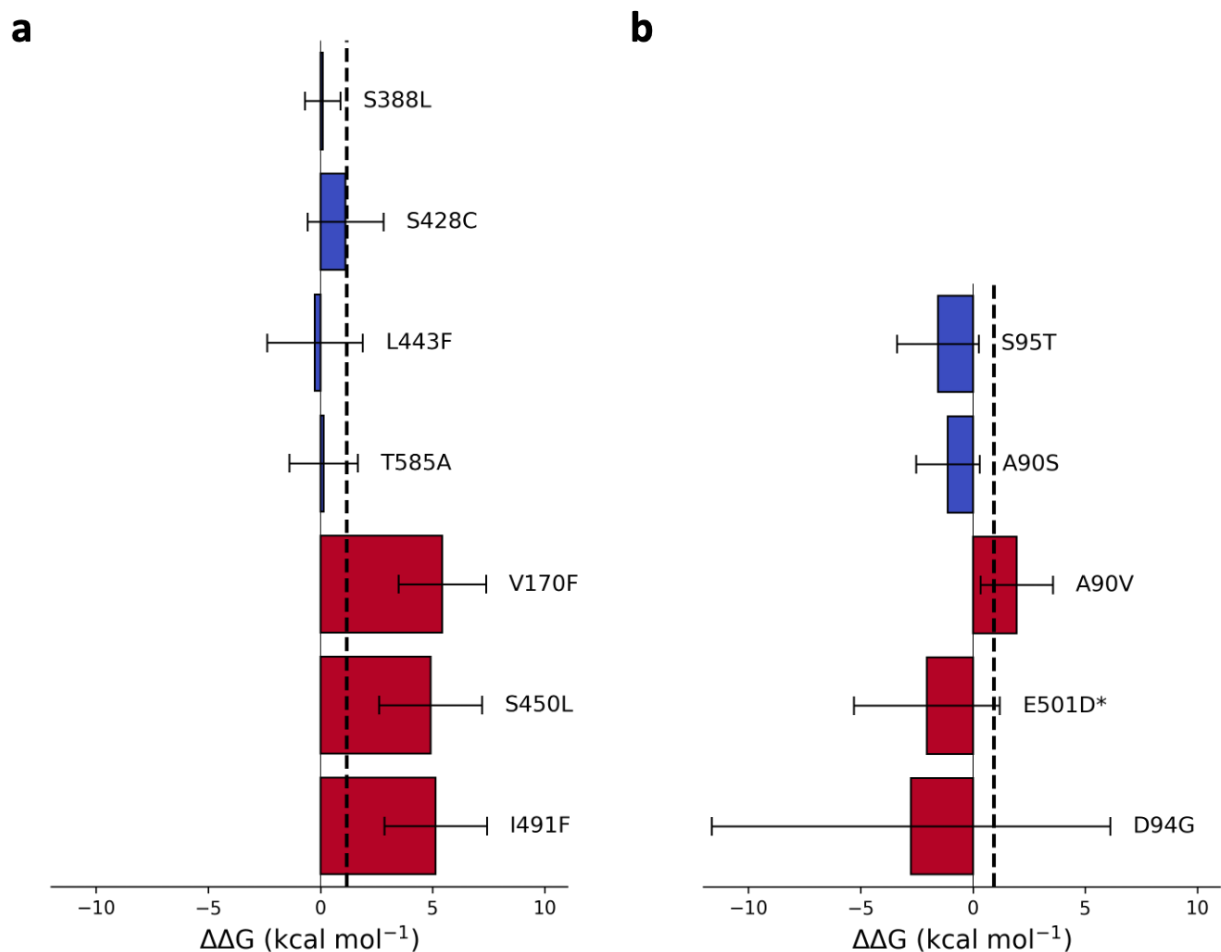 a
S388L
S428C
L443F
T585A
V170F
S450L
I491F
−10 −5 0 5 10
ΔΔG (kcal mol⁻¹)
b
S95T
A90S
A90V
E501D*
D94G
−10 −5 0 5 10
ΔΔG (kcal mol⁻¹)